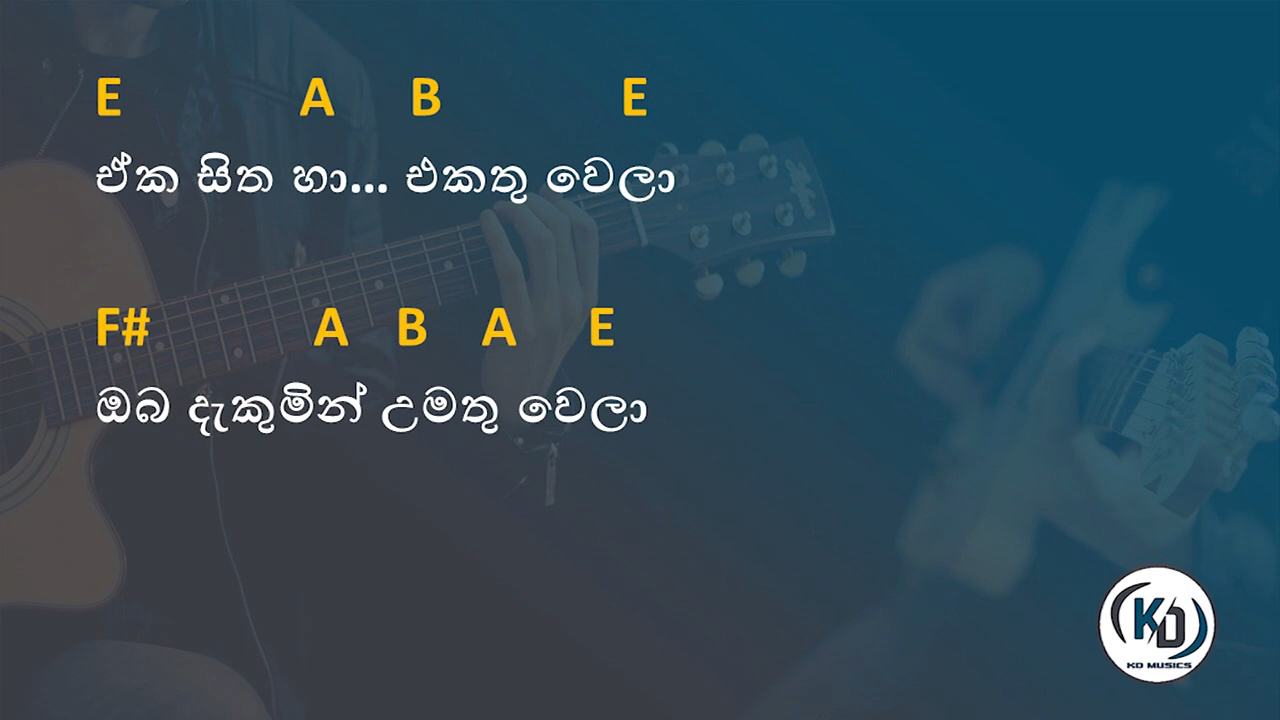 E A B E
ඒක සිත හා... එකතු වෙලා
F# A B A E
ඔබ දැකුමින් උමතු වෙලා
KD
KD MUSICS